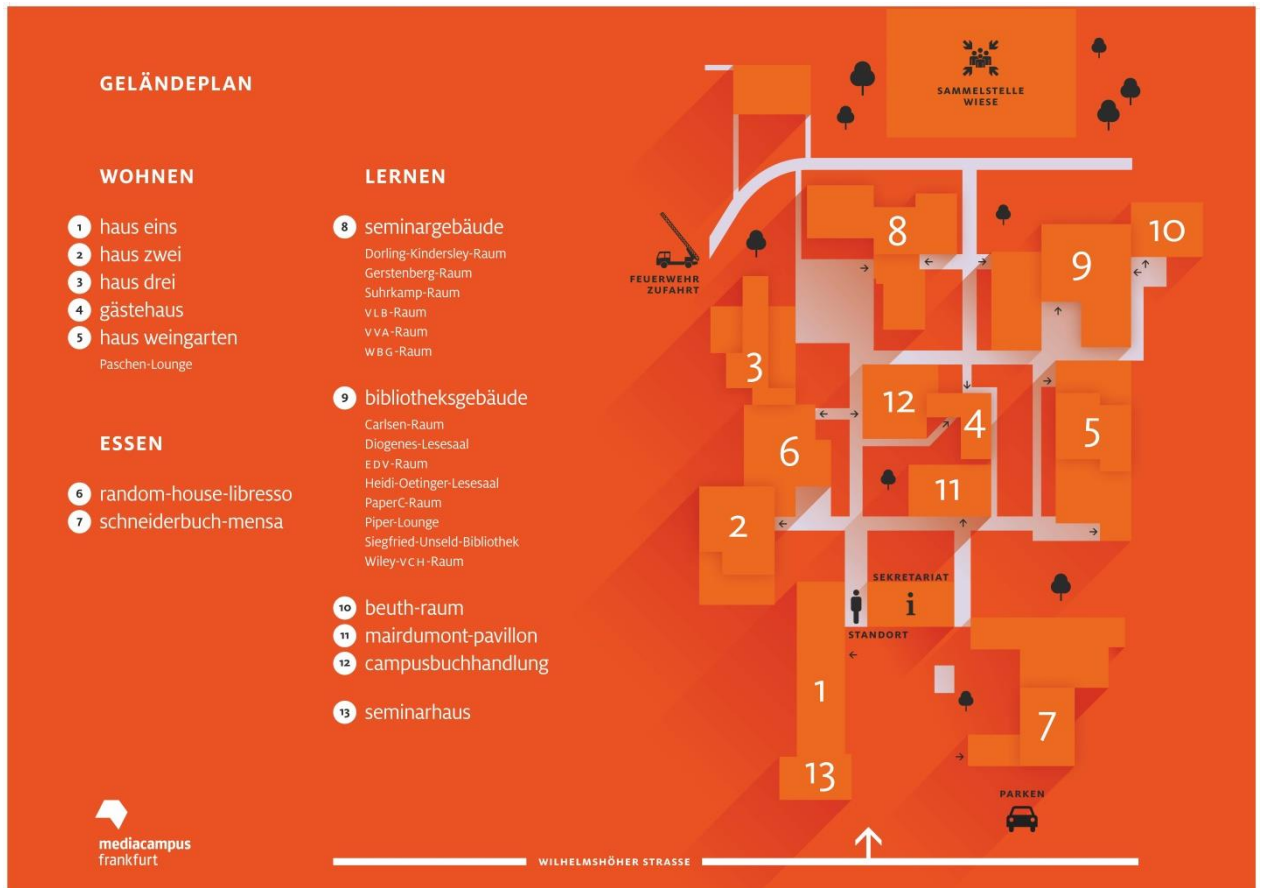 GELÄNDEPLAN
WOHNEN
1 haus eins
2 haus zwei
3 haus drei
4 gästehaus
5 haus weingarten
Paschen-Lounge
ESSEN
6 random-house-libresso
7 schneiderbuch-mensa
LERNEN
8 seminargebäude
Dorling-Kindersley-Raum
Gerstenberg-Raum
Suhrkamp-Raum
VLB-Raum
VVA-Raum
WBG-Raum
9 bibliotheksgebäude
Carlsen-Raum
Diogenes-Lesesaal
EDV-Raum
Heidi-Oetinger-Lesesaal
PaperC-Raum
Piper-Lounge
Siegfried-Unseld-Bibliothek
Wiley-VCH-Raum
10 beuth-raum
11 mairdumont-pavillon
12 campusbuchhandlung
13 seminarhaus
mediacampus
frankfurt
SAMMELSTELLE
WIESE
8
10
9
FEUERWEHR
ZUFAHRT
3
12
4
5
6
11
2
SEKRETARIAT
i
STANDORT
1
7
13
PARKEN
WILHELMSHÖHER STRASSE